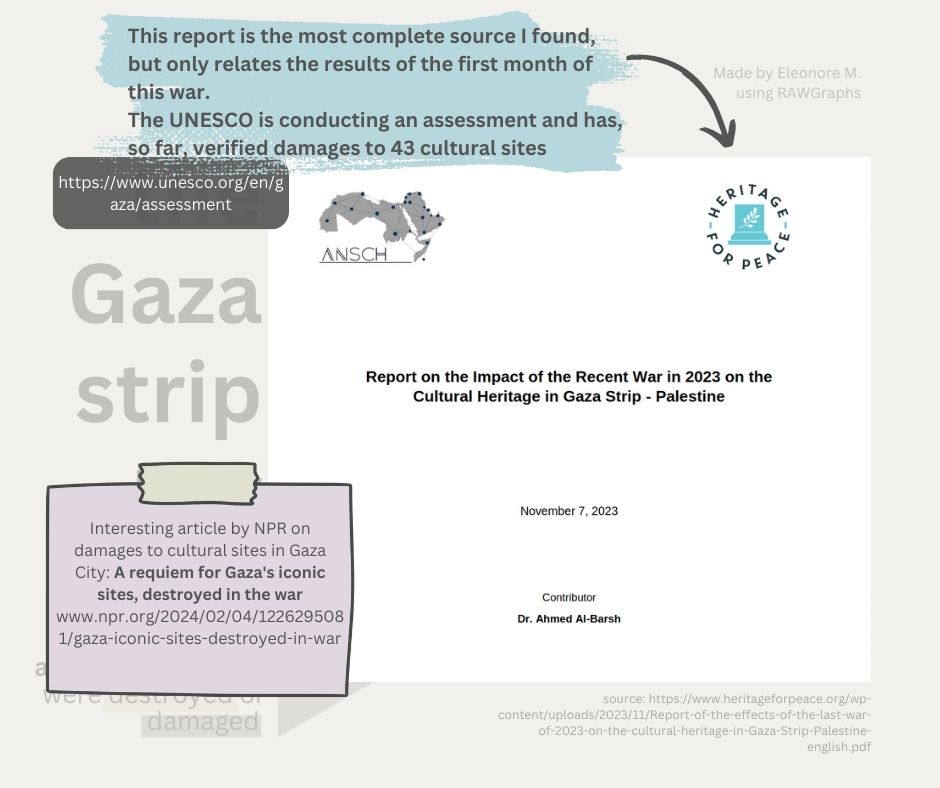 This report is the most complete source I found,
but only relates the results of the first month of
this war.
The UNESCO is conducting an assessment and has,
so far, verified damages to 43 cultural sites
Made by Eleonore M.
using RAWGraphs
https://www.unesco.org/en/g
aza/assessment
the
Gaza
strip
ANSCH
HERITAGE
FOR PEACE
Report on the Impact of the Recent War in 2023 on the
Cultural Heritage in Gaza Strip - Palestine
November 7, 2023
Contributor
Dr. Ahmed Al-Barsh
Interesting article by NPR on
damages to cultural sites in Gaza
City: A requiem for Gaza's iconic
sites, destroyed in the war
www.npr.org/2024/02/04/122629508
1/gaza-iconic-sites-destroyed-in-war
were destroyed or
damaged
source: https://www.heritageforpeace.org/wp-
content/uploads/2023/11/Report-of-the-effects-of-the-last-war-
of-2023-on-the-cultural-heritage-in-Gaza-Strip-Palestine-
english.pdf